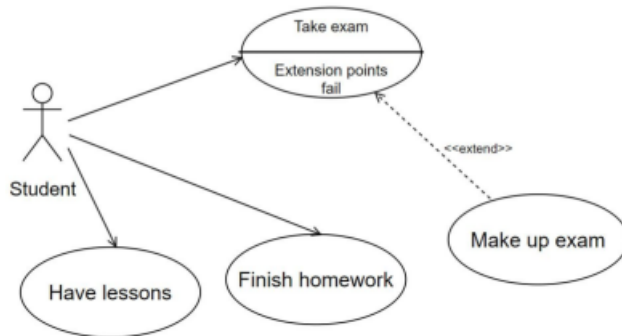 Take exam
Extension points
fail
<<extend>>
Student
Make up exam
Finish homework
Have lessons